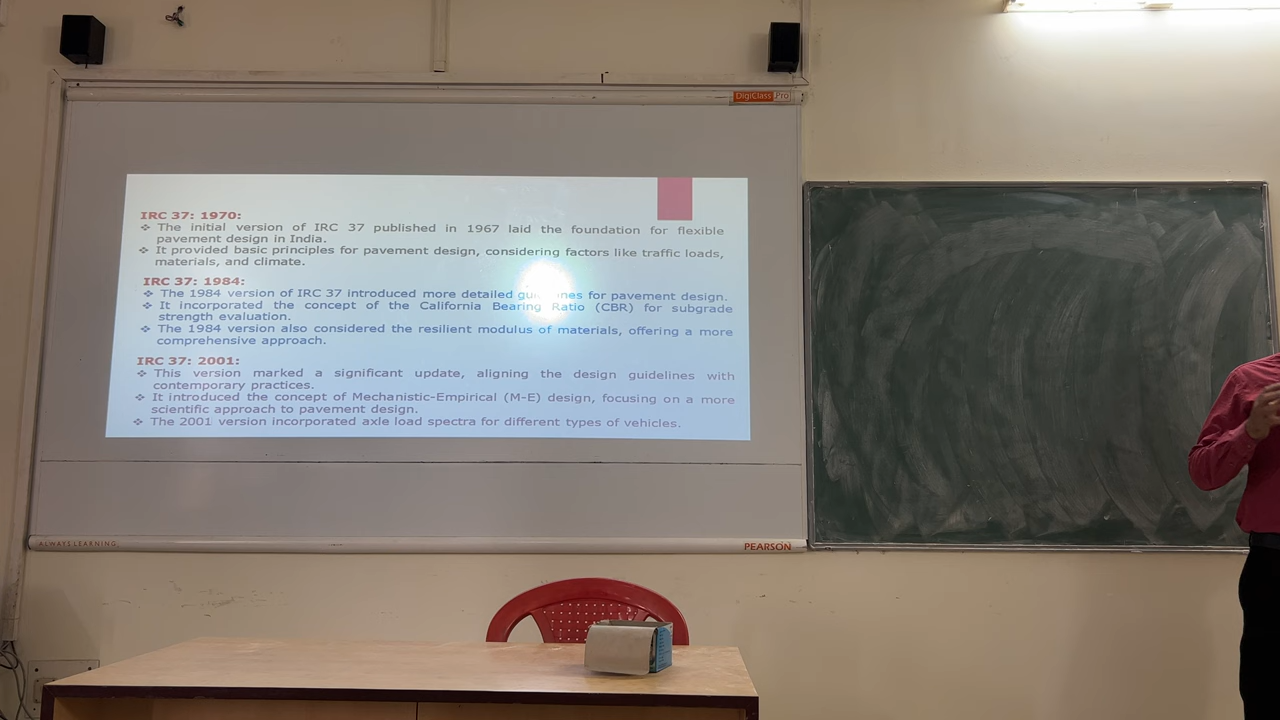 DigiClass Pro
IRC 37: 1970:
❖ The initial version of IRC 37 published in 1967 laid the foundation for flexible
pavement design in India.
❖ It provided basic principles for pavement design, considering factors like traffic loads,
materials, and climate.
IRC 37: 1984:
❖ The 1984 version of IRC 37 introduced more detailed guidelines for pavement design.
❖ It incorporated the concept of the California Bearing Ratio (CBR) for subgrade
strength evaluation.
❖ The 1984 version also considered the resilient modulus of materials, offering a more
comprehensive approach.
IRC 37: 2001:
❖ This version marked a significant update, aligning the design guidelines with
contemporary practices.
❖ It introduced the concept of Mechanistic-Empirical (M-E) design, focusing on a more
scientific approach to pavement design.
❖ The 2001 version incorporated axle load spectra for different types of vehicles.
ALWAYS LEARNING
PEARSON